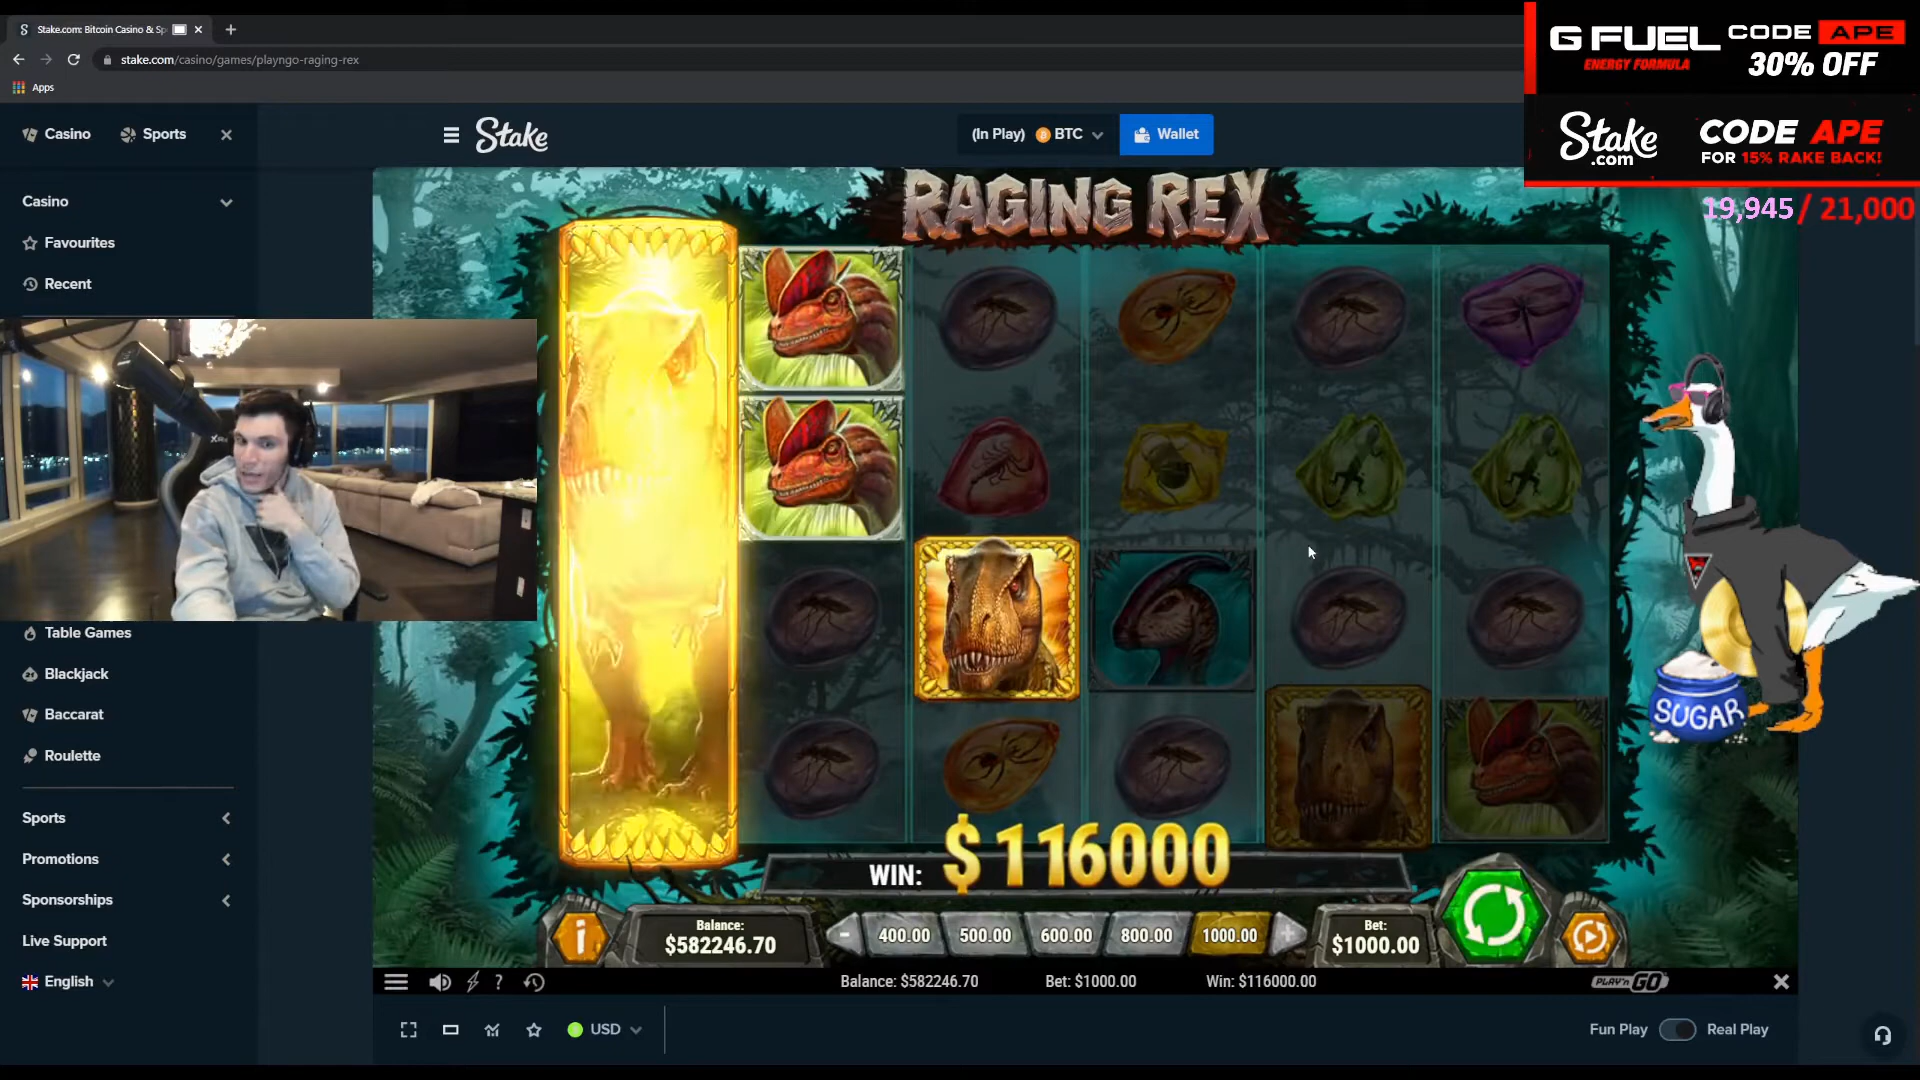 Stake.com: Bitcoin Casino & Sp
stake.com/casino/games/playngo-raging-rex
Apps
G FUEL
ENERGY FORMULA
CODE APE
30% OFF
Stake
.com
CODE APE
FOR 15% RAKE BACK!
19,945 / 21,000
Casino
Sports
Stake
(In Play) BTC
Wallet
Casino
Favourites
Recent
Table Games
Blackjack
Baccarat
Roulette
Sports
Promotions
Sponsorships
Live Support
English
RAGING REX
SUGAR
WIN: $116000
Balance:
$582246.70
- 400.00 500.00 600.00 800.00 1000.00 +
Bet:
$1000.00
? Balance: $582246.70 Bet: $1000.00 Win: $116000.00 PLAY'n GO
USD
Fun Play Real Play